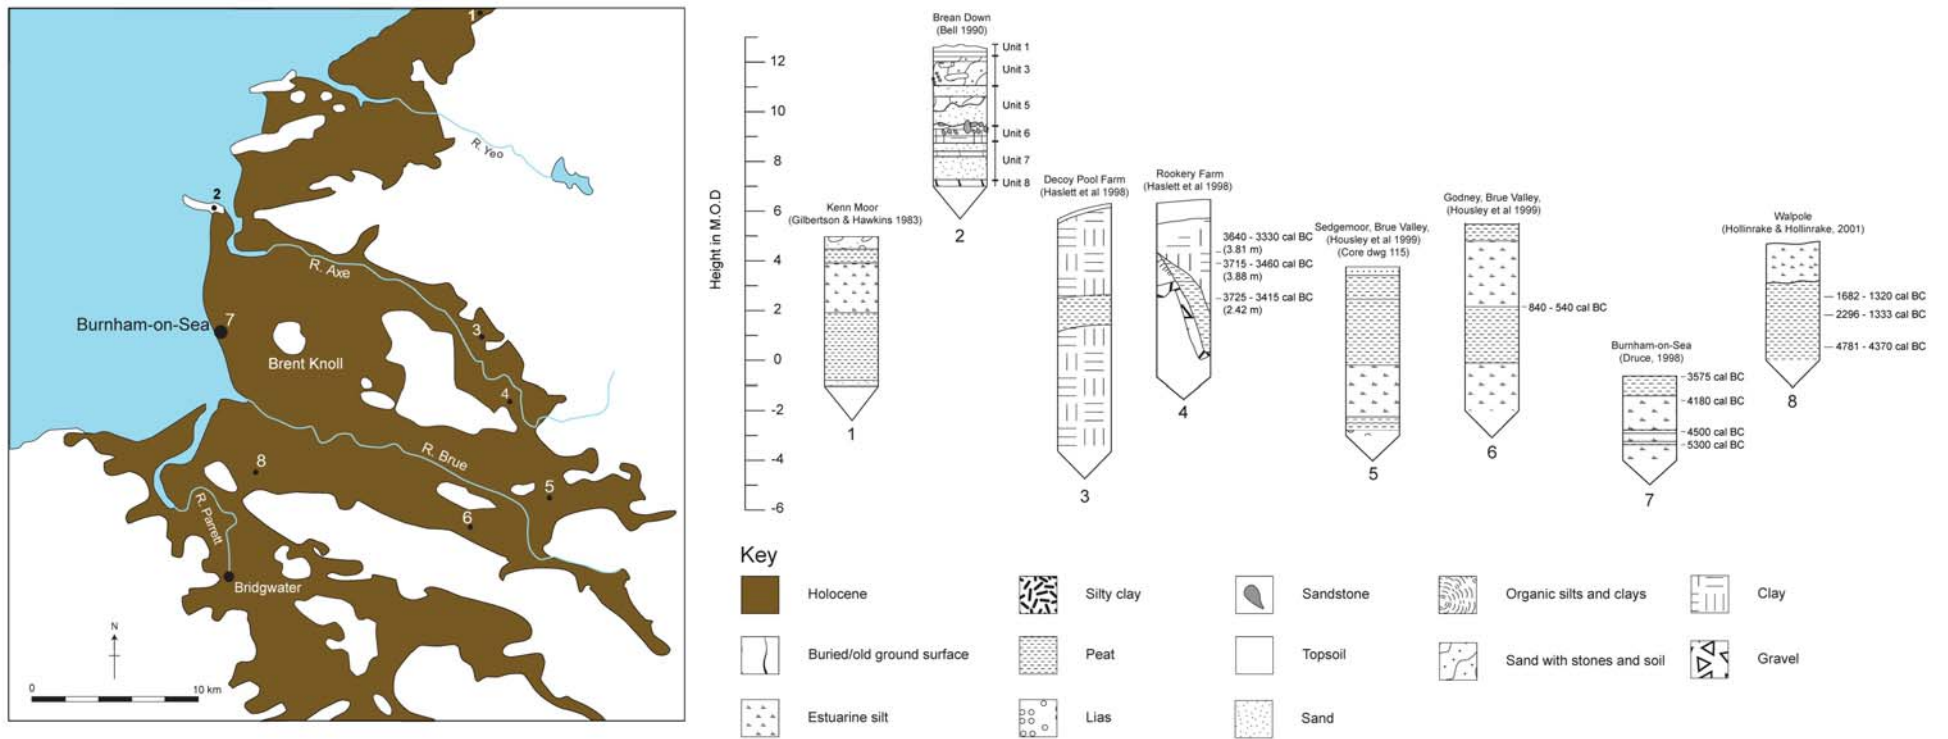 1
R. Yeo
2
R. Axe
Burnham-on-Sea
7
3
Brent Knoll
4
R. Brue
8
5
6
R. Parrett
Bridgwater
N
0
10 km
Height in M.O.D
12
10
8
6
4
2
0
-2
-4
-6
Kenn Moor
(Gilbertson & Hawkins 1983)
1
Brean Down
(Bell 1990)
Unit 1
Unit 3
Unit 5
Unit 6
Unit 7
Unit 8
2
Decoy Pool Farm
(Haslett et al 1998)
3
Rookery Farm
(Haslett et al 1998)
3640 - 3330 cal BC
(3.81 m)
3715 - 3460 cal BC
(3.88 m)
3725 - 3415 cal BC
(2.42 m)
4
Sedgemoor, Brue Valley,
(Housley et al 1999)
(Core dwg 115)
5
Godney, Brue Valley,
(Housley et al 1999)
840 - 540 cal BC
6
Burnham-on-Sea
(Druce, 1998)
3575 cal BC
4180 cal BC
4500 cal BC
5300 cal BC
7
Walpole
(Hollinrake & Hollinrake, 2001)
1682 - 1320 cal BC
2296 - 1333 cal BC
4781 - 4370 cal BC
8
Key
Holocene
Silty clay
Sandstone
Organic silts and clays
Clay
Buried/old ground surface
Peat
Topsoil
Sand with stones and soil
Gravel
Estuarine silt
Lias
Sand